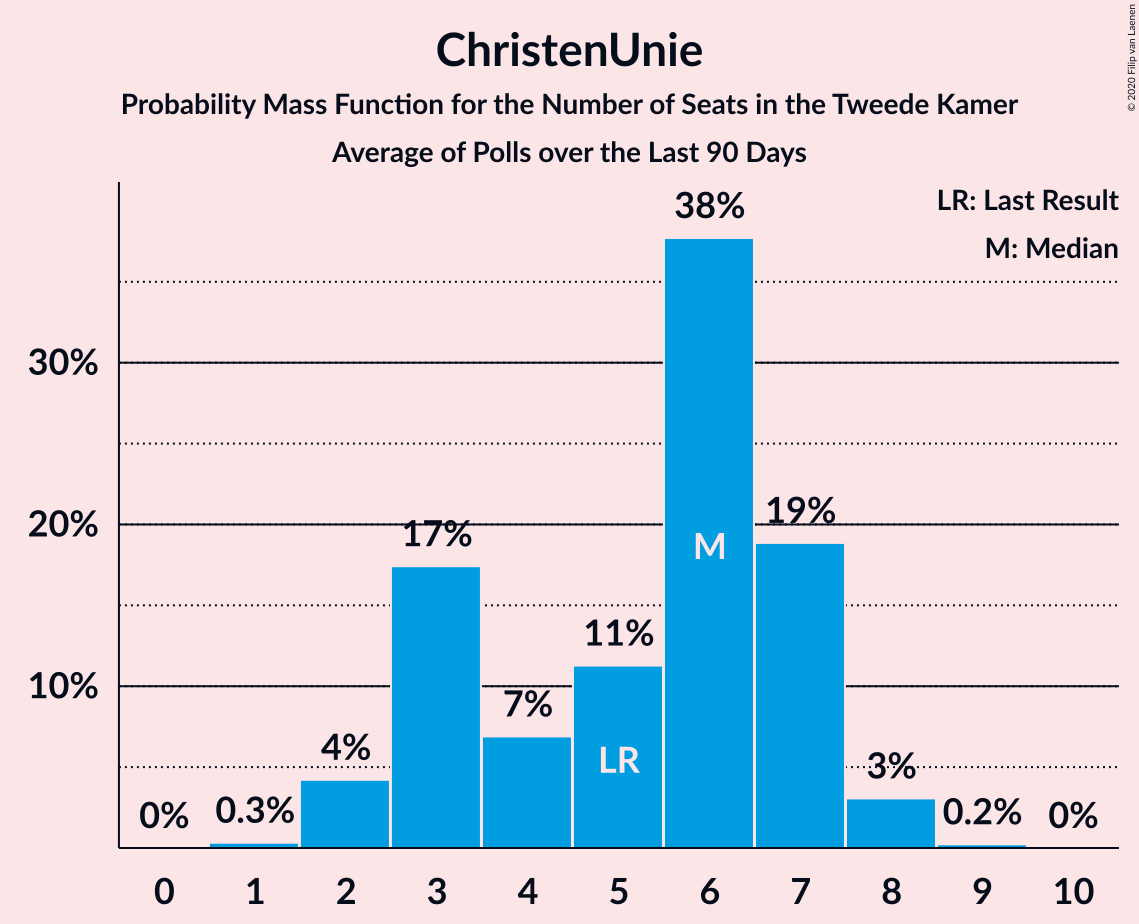 ChristenUnie
Probability Mass Function for the Number of Seats in the Tweede Kamer
Average of Polls over the Last 90 Days
© 2020 Filip van Laenen
LR: Last Result
M: Median
38%
30%
20%
19%
17%
M
11%
10%
7%
LR
4%
3%
0%
0.3%
0.2%
0%
0 1 2 3 4 5 6 7 8 9 10